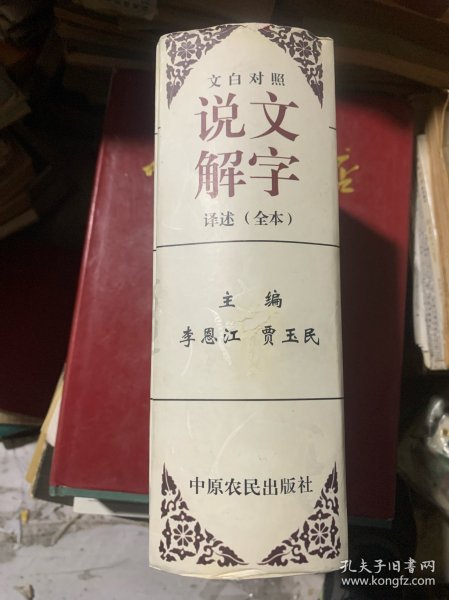 文白对照
说文
解字
译述（全本）
主 编
李恩江 贾玉民
中原农民出版社
孔夫子旧书网
www.kongfz.com